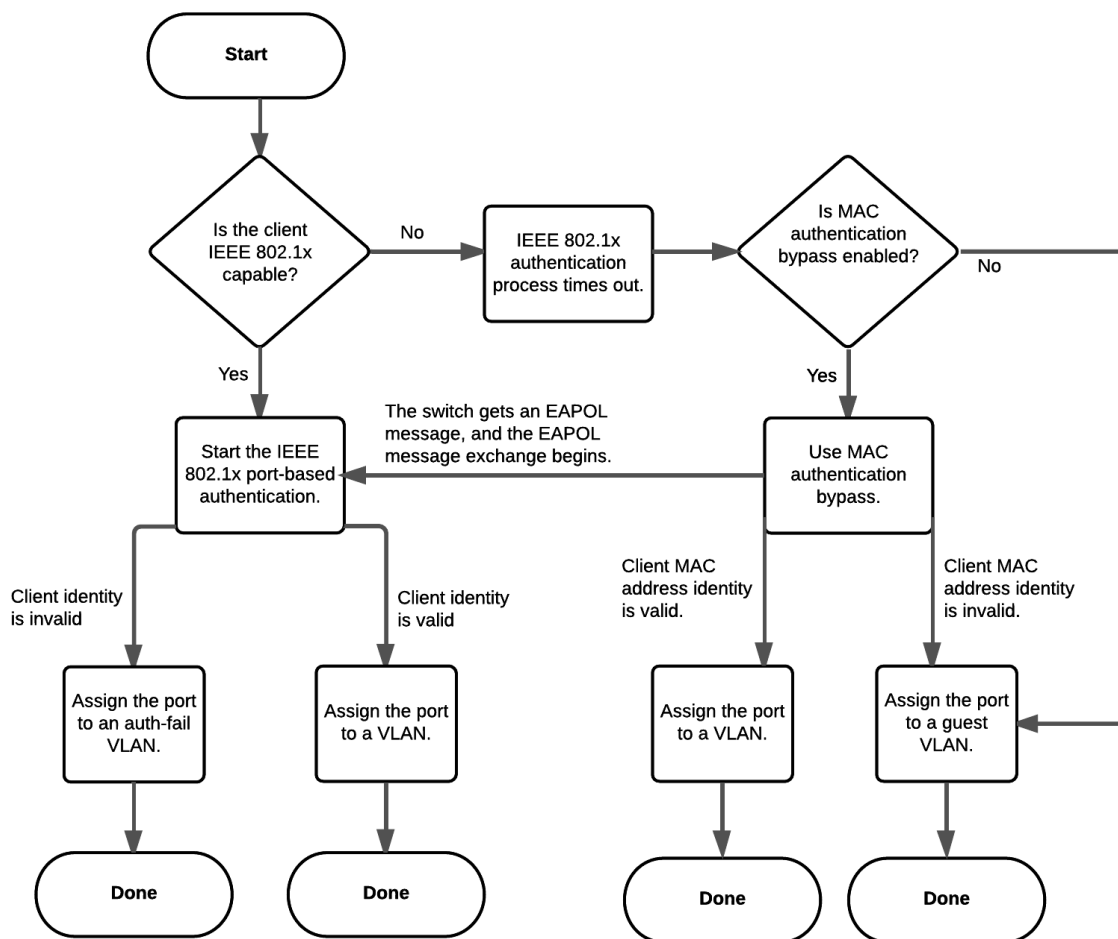 Start
Is the client
IEEE 802.1x
capable?
No
IEEE 802.1x
authentication
process times out.
Is MAC
authentication
bypass enabled?
No
Yes
Yes
The switch gets an EAPOL
message, and the EAPOL
message exchange begins.
Start the IEEE
802.1x port-based
authentication.
Use MAC
authentication
bypass.
Client identity
is invalid
Client identity
is valid
Client MAC
address identity
is valid.
Client MAC
address identity
is invalid.
Assign the port
to an auth-fail
VLAN.
Assign the port
to a VLAN.
Assign the port
to a VLAN.
Assign the port
to a guest
VLAN.
Done
Done
Done
Done